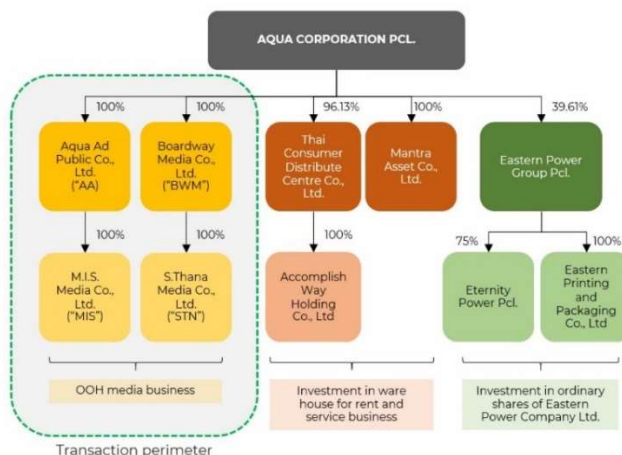 AQUA CORPORATION PCL.
100%
100%
96.13%
100%
39.61%
Aqua Ad
Public Co.,
Ltd.
("AA)
Boardway
Media Co.,
Ltd.
("BWM")
Thai
Consumer
Distribute
Centre Co.,
Ltd.
Mantra
Asset Co.,
Ltd.
Eastern Power
Group Pcl.
100%
100%
100%
75%
100%
M.I.S.
Media Co.,
Ltd.
("MIS")
S.Thana
Media Co.,
Ltd.
("STN")
Accomplish
Way
Holding
Co., Ltd
Eternity
Power Pcl.
Eastern
Printing
and
Packaging
Co., Ltd
OOH media business
Investment in ware
house for rent and
service business
Investment in ordinary
shares of Eastern
Power Company Ltd.
Transaction perimeter